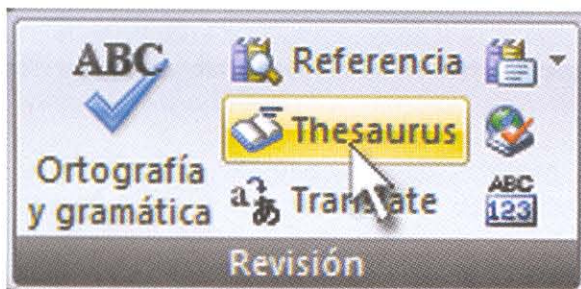 ABC
Ortografía
y gramática
Referencia
Thesaurus
Translate
ABC
123
Revisión